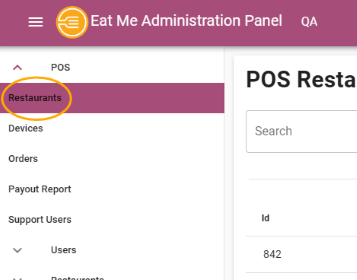 Eat Me Administration Panel QA
POS
Restaurants
Devices
Orders
Payout Report
Support Users
Users
Restaurants
POS Resta
Search
Id
842